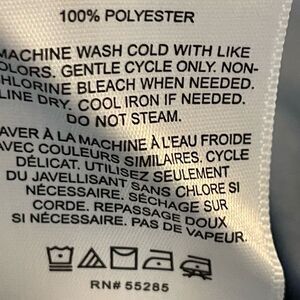 100% POLYESTER
MACHINE WASH COLD WITH LIKE
COLORS. GENTLE CYCLE ONLY. NON-
CHLORINE BLEACH WHEN NEEDED.
LINE DRY. COOL IRON IF NEEDED.
DO NOT STEAM.
LAVER À LA MACHINE À L'EAU FROIDE
AVEC COULEURS SIMILAIRES. CYCLE
DÉLICAT. UTILISEZ SEULEMENT
DU JAVELLISANT SANS CHLORE SI
NÉCESSAIRE. SÉCHAGE SUR
CORDE. REPASSAGE DOUX
SI NÉCESSAIRE. PAS DE VAPEUR.
RN# 55285